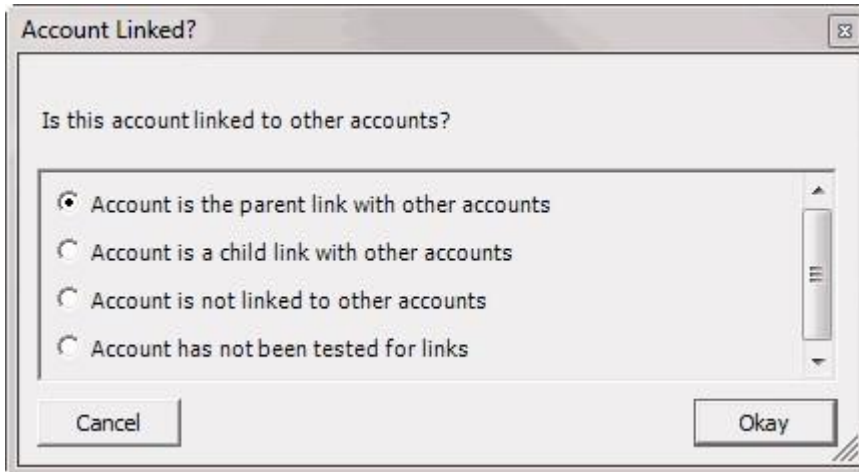 Account Linked?
Is this account linked to other accounts?
Account is the parent link with other accounts
Account is a child link with other accounts
Account is not linked to other accounts
Account has not been tested for links
Cancel
Okay